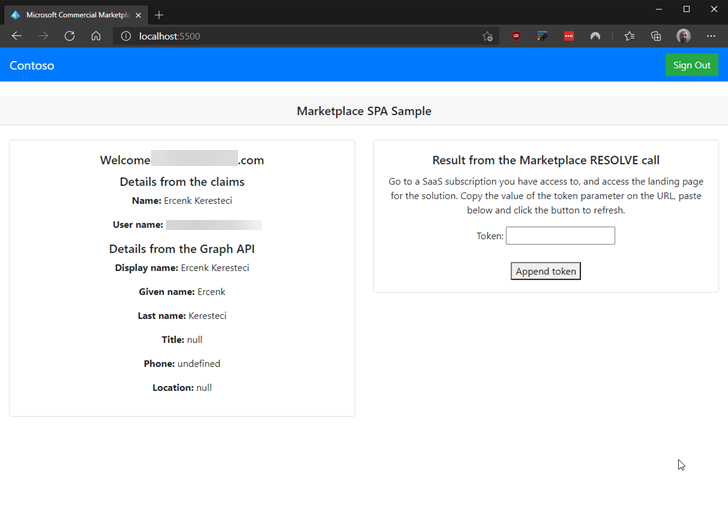 Microsoft Commercial Marketpla
localhost:5500
Contoso
Sign Out
Marketplace SPA Sample
Welcome .com
Details from the claims
Name: Ercenk Keresteci
User name:
Details from the Graph API
Display name: Ercenk Keresteci
Given name: Ercenk
Last name: Keresteci
Title: null
Phone: undefined
Location: null
Result from the Marketplace RESOLVE call
Go to a SaaS subscription you have access to, and access the landing page
for the solution. Copy the value of the token parameter on the URL, paste
below and click the button to refresh.
Token:
Append token